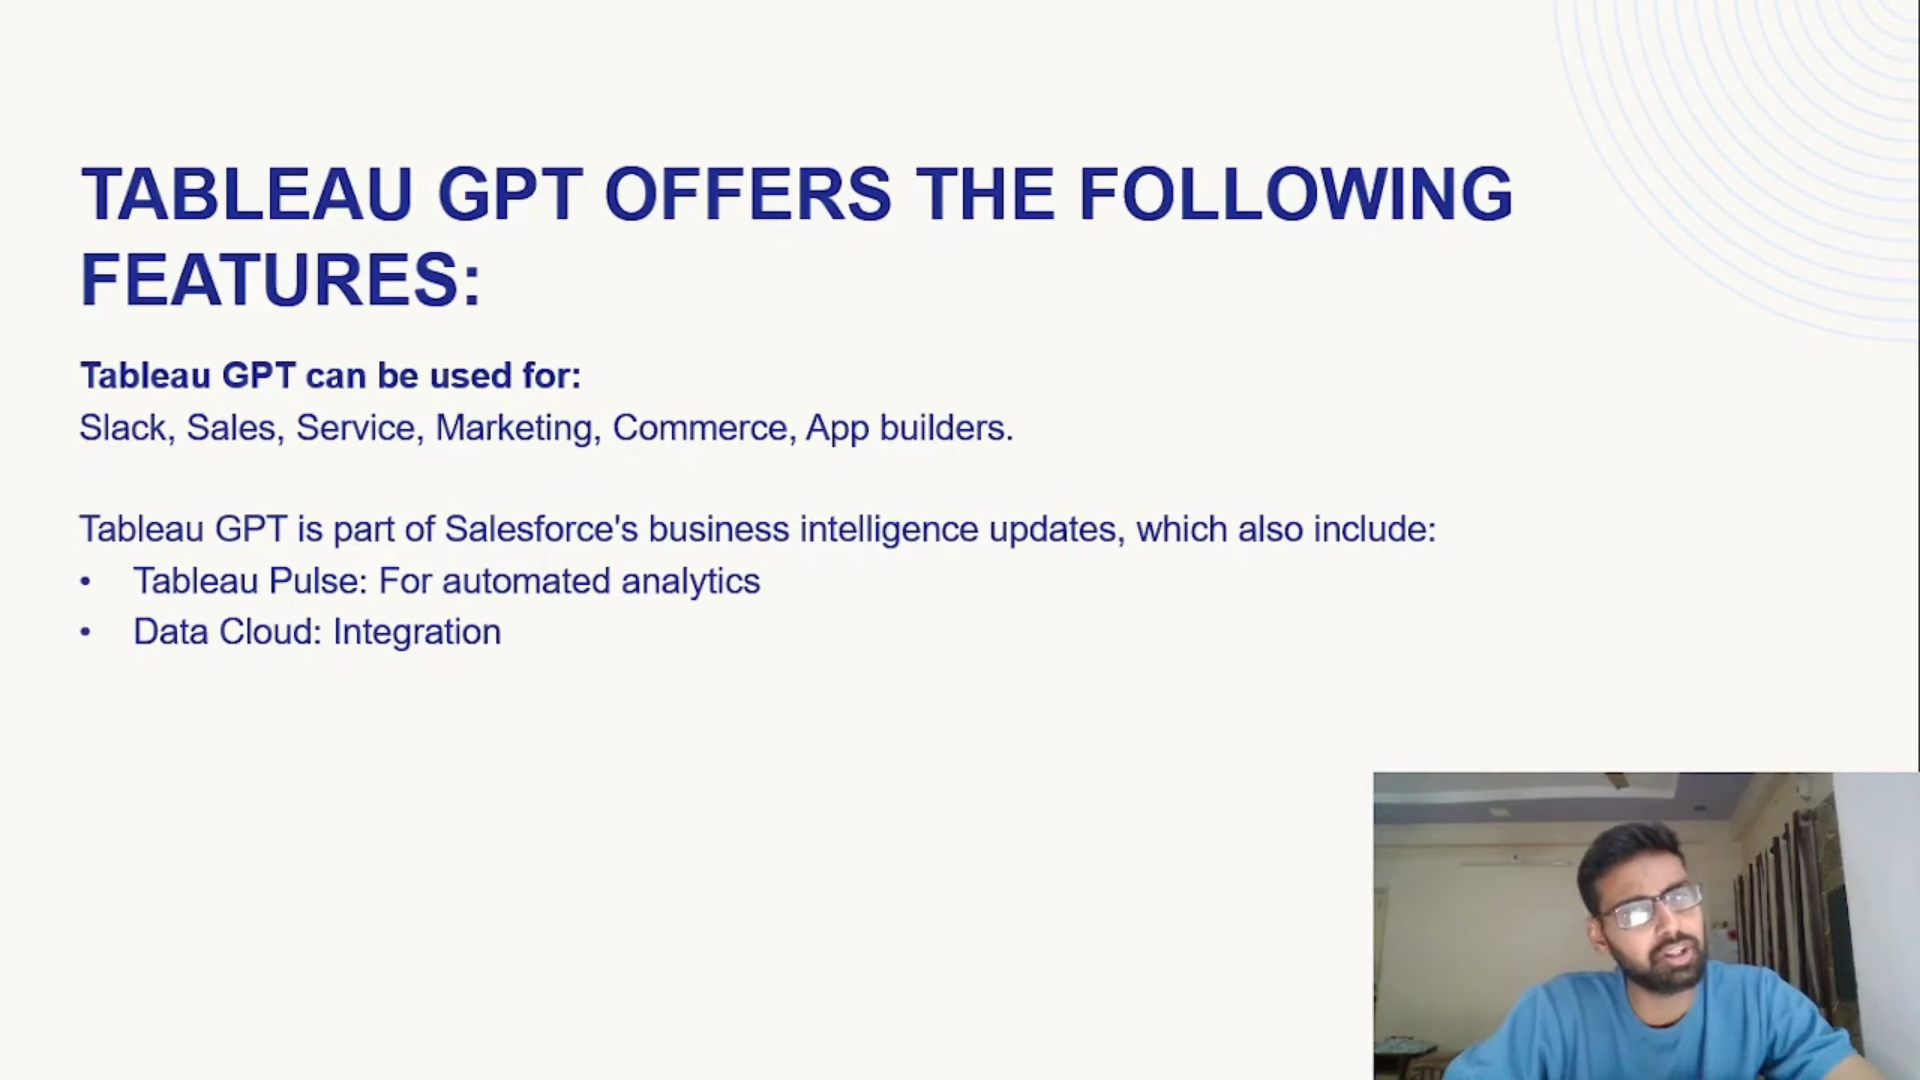 TABLEAU GPT OFFERS THE FOLLOWING
FEATURES:
Tableau GPT can be used for:
Slack, Sales, Service, Marketing, Commerce, App builders.
Tableau GPT is part of Salesforce's business intelligence updates, which also include:
• Tableau Pulse: For automated analytics
• Data Cloud: Integration